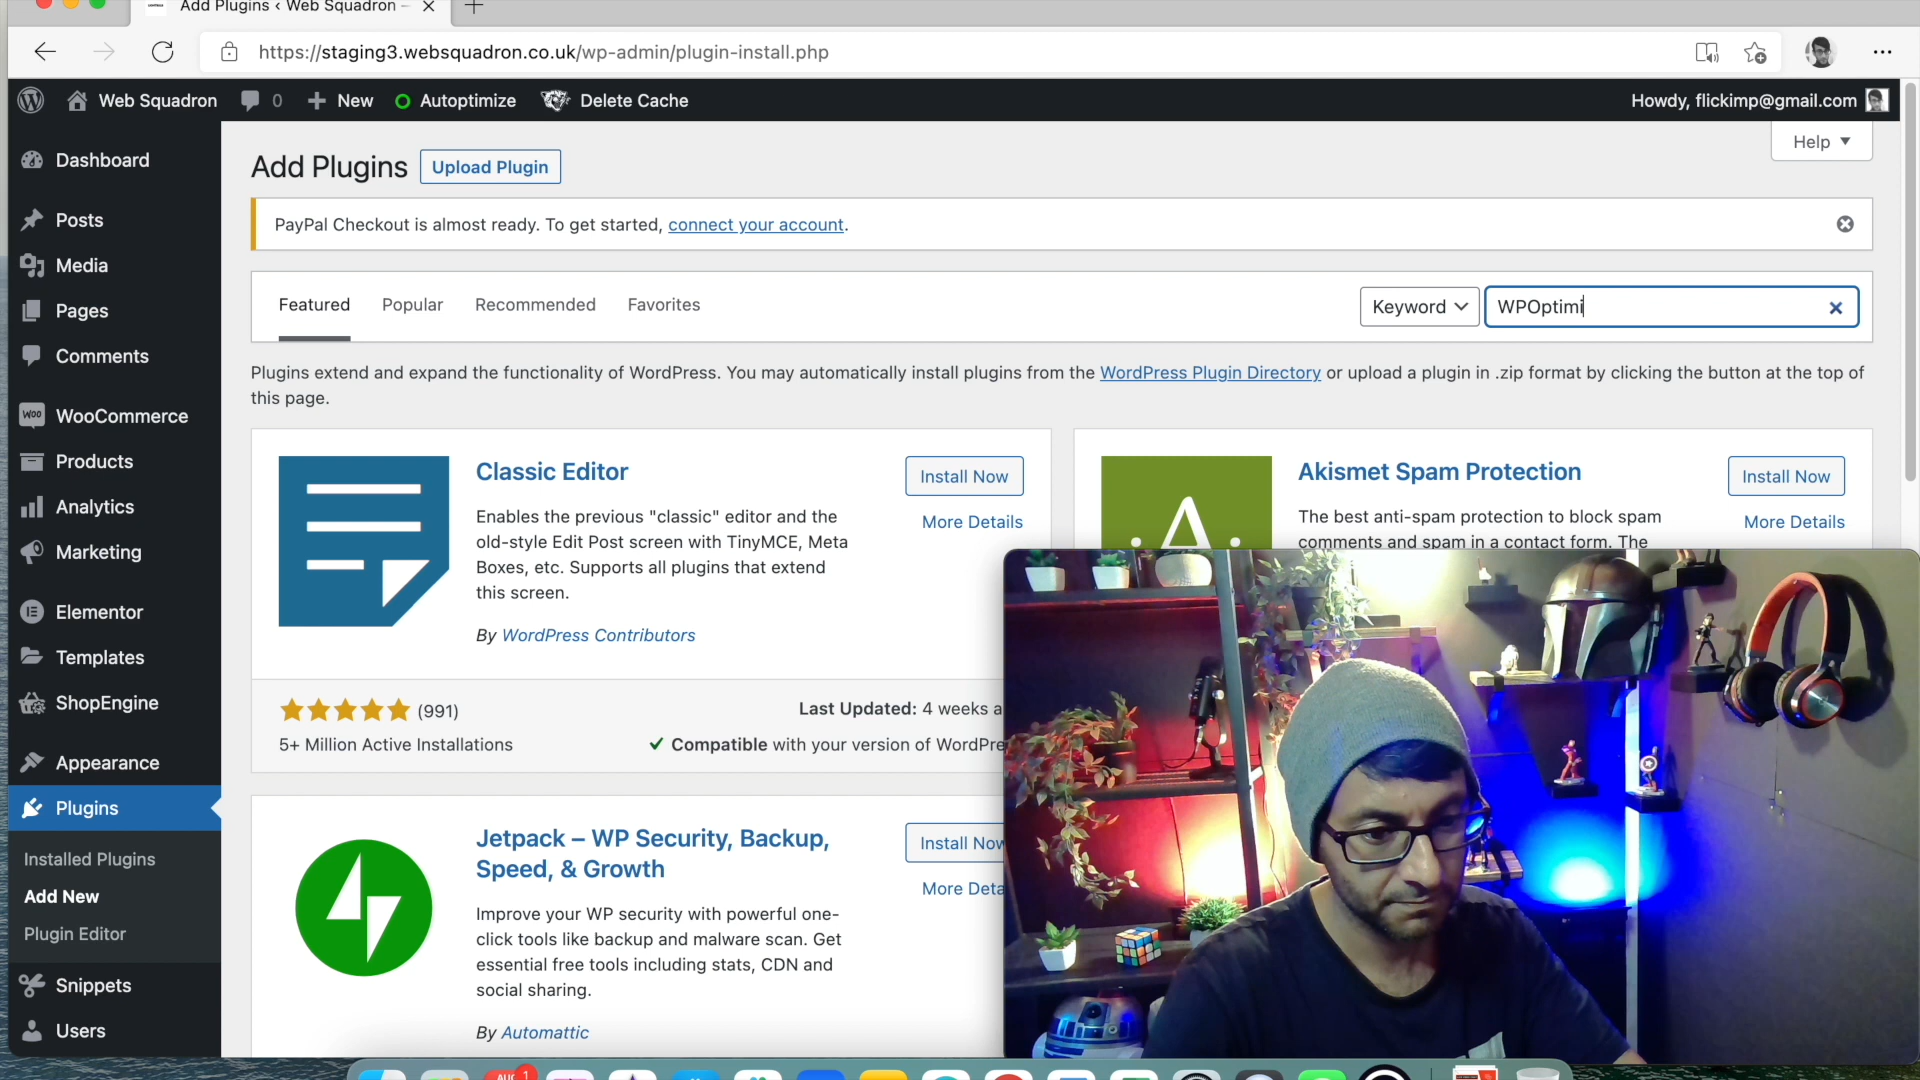 Add Plugins ‹ Web Squadron —
https://staging3.websquadron.co.uk/wp-admin/plugin-install.php
Web Squadron
0
New
Autoptimize
Delete Cache
Howdy, flickimp@gmail.com
Help
Dashboard
Posts
Media
Pages
Comments
WooCommerce
Products
Analytics
Marketing
Elementor
Templates
ShopEngine
Appearance
Plugins
Installed Plugins
Add New
Plugin Editor
Snippets
Users
Add Plugins
Upload Plugin
PayPal Checkout is almost ready. To get started, connect your account.
Featured
Popular
Recommended
Favorites
Keyword
WPOptimi
Plugins extend and expand the functionality of WordPress. You may automatically install plugins from the WordPress Plugin Directory or upload a plugin in .zip format by clicking the button at the top of
this page.
Classic Editor
Install Now
More Details
Enables the previous "classic" editor and the
old-style Edit Post screen with TinyMCE, Meta
Boxes, etc. Supports all plugins that extend
this screen.
By WordPress Contributors
(991)
5+ Million Active Installations
Last Updated: 4 weeks a
Compatible with your version of WordPre
Akismet Spam Protection
Install Now
More Details
The best anti-spam protection to block spam
comments and spam in a contact form. The
Jetpack – WP Security, Backup,
Speed, & Growth
Install Now
More Deta
Improve your WP security with powerful one-
click tools like backup and malware scan. Get
essential free tools including stats, CDN and
social sharing.
By Automattic
AUG
1